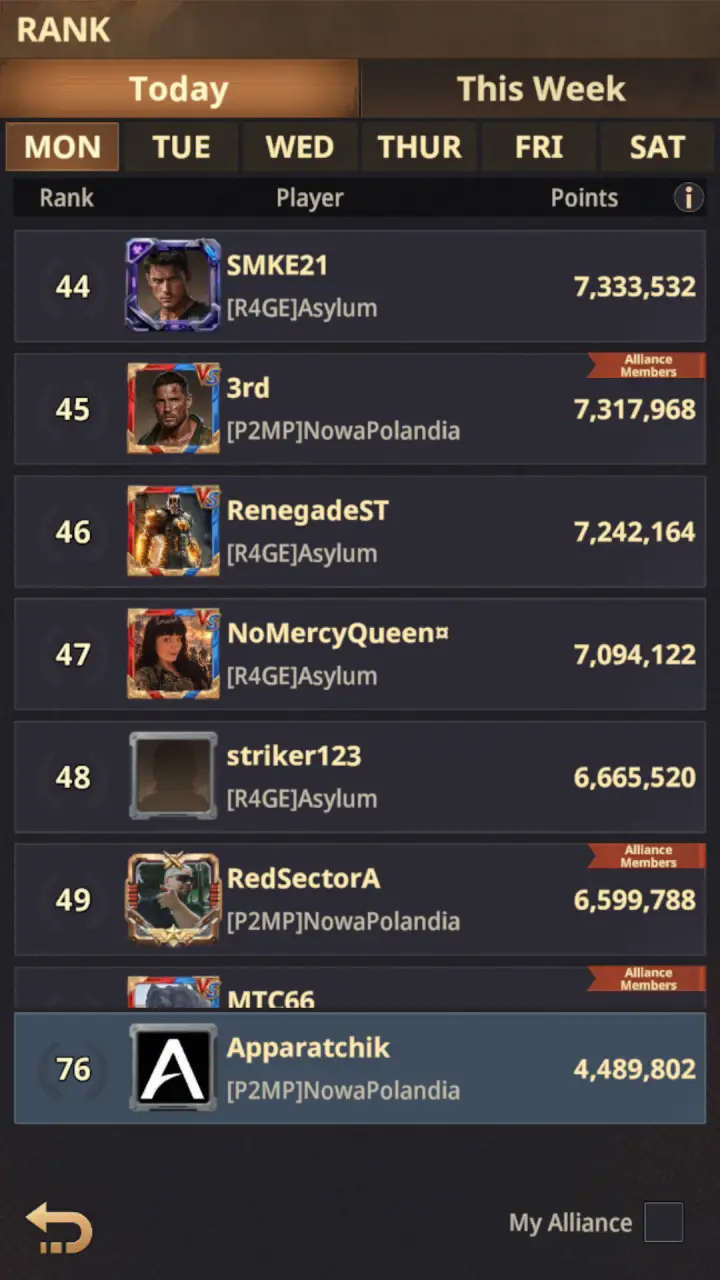 RANK
Today
This Week
MON
TUE
WED
THUR
FRI
SAT
Rank
Player
Points
44
SMKE21
[R4GE]Asylum
7,333,532
Alliance
Members
45
3rd
[P2MP]NowaPolandia
7,317,968
46
VS
RenegadeST
[R4GE]Asylum
7,242,164
47
VS
NoMercyQueen¤
[R4GE]Asylum
7,094,122
48
striker123
[R4GE]Asylum
6,665,520
Alliance
Members
49
RedSectorA
[P2MP]NowaPolandia
6,599,788
Alliance
Members
VS
MTC66
76
Apparatchik
[P2MP]NowaPolandia
4,489,802
My Alliance